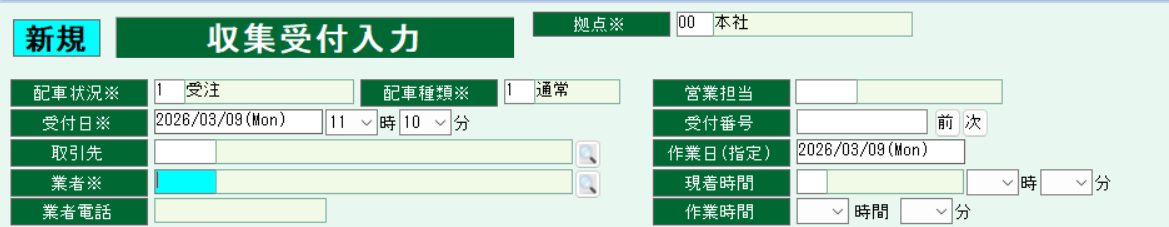 新規 収集受付入力 拠点※ 00 本社
配車状況※ 1 受注 配車種類※ 1 通常 営業担当
受付日※ 2026/03/09(Mon) 11 時 10 分 受付番号 前 次
取引先 作業日(指定) 2026/03/09(Mon)
業者※ 現着時間 時 分
業者電話 作業時間 時間 分